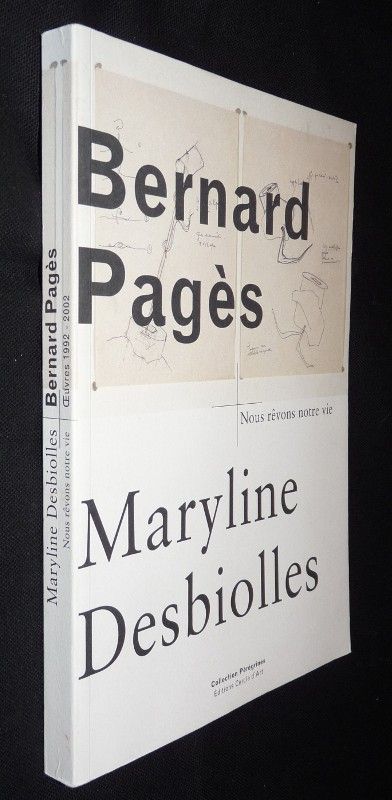 Bernard
Pagès
Nous rêvons notre vie
Maryline
Desbiolles
Collection Pérégrines
Éditions Cercle d'Art
Maryline Desbiolles Bernard Pagès
Nous rêvons notre vie Œuvres 1992 - 2002